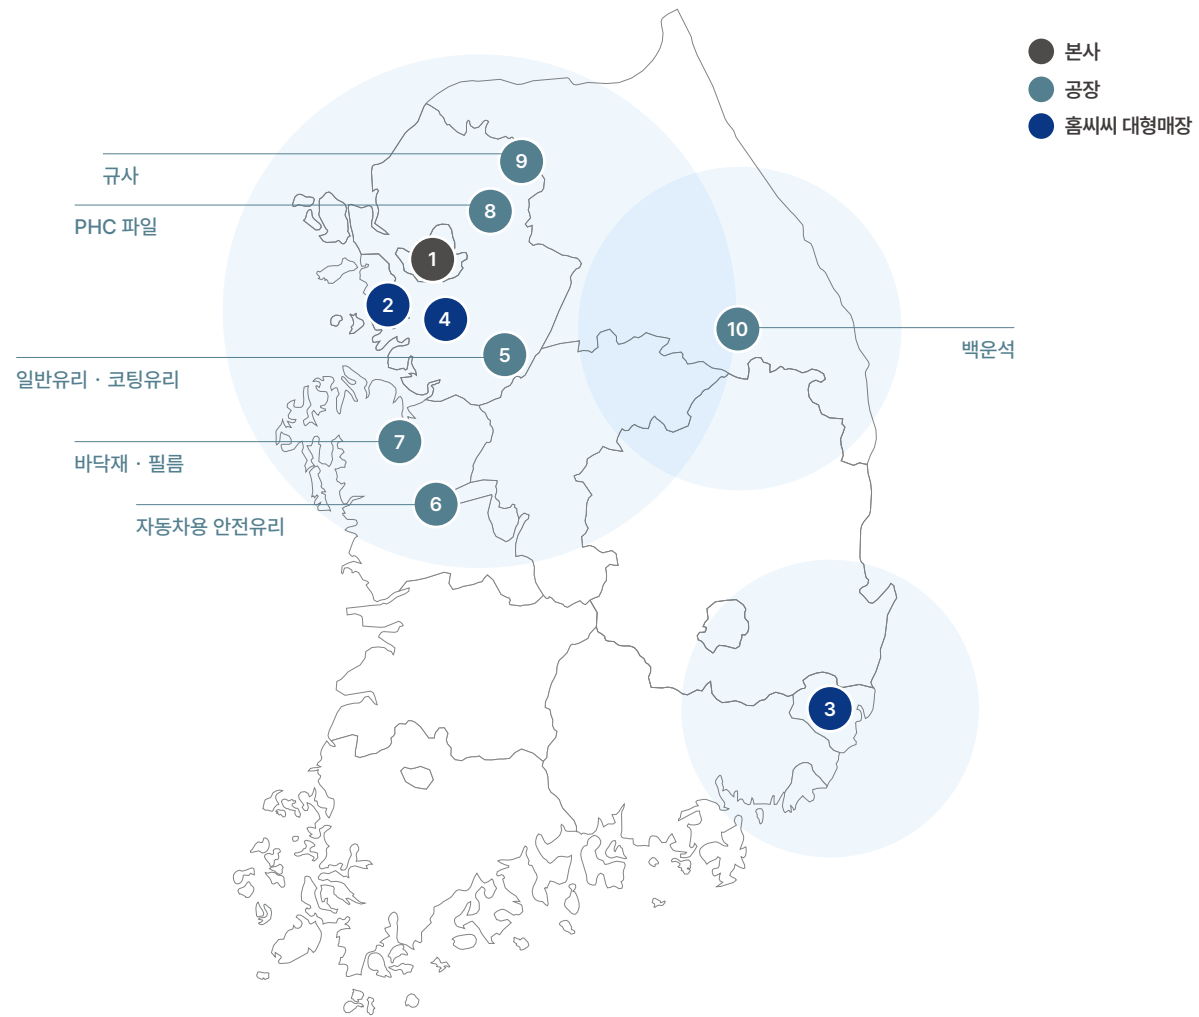 본사
공장
홈씨씨 대형매장
9
규사
8
PHC 파일
1
2
4
10
백운석
5
일반유리 · 코팅유리
7
바닥재 · 필름
6
자동차용 안전유리
3